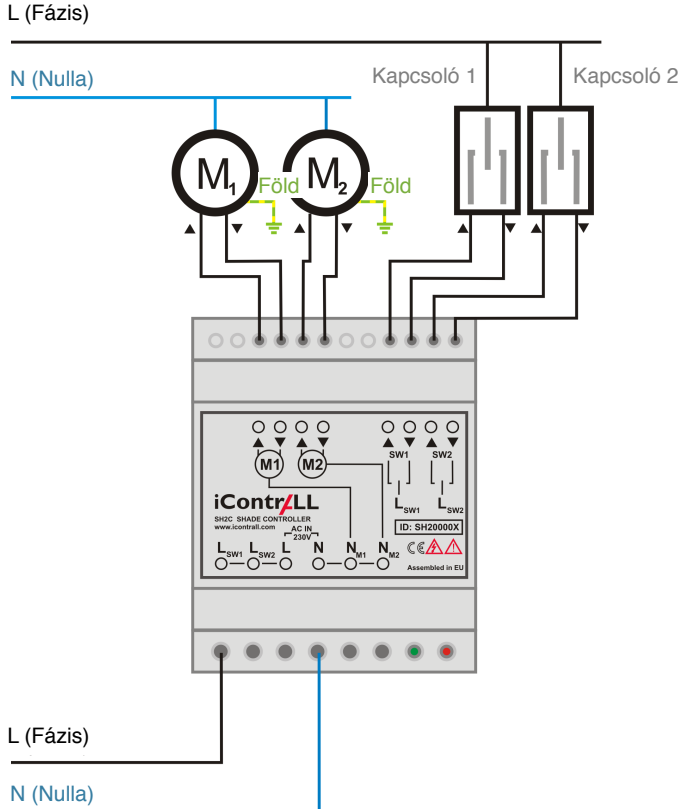 L (Fázis)
N (Nulla)
Kapcsoló 1
Kapcsoló 2
M1
Föld
M2
Föld
M1
M2
SW1
SW2
LSW1
LSW2
iContrALL
SH2C SHADE CONTROLLER
www.icontrall.com
AC IN
230V
ID: SH20000X
LSW1 LSW2 L N NM1 NM2
CE
Assembled in EU
L (Fázis)
N (Nulla)